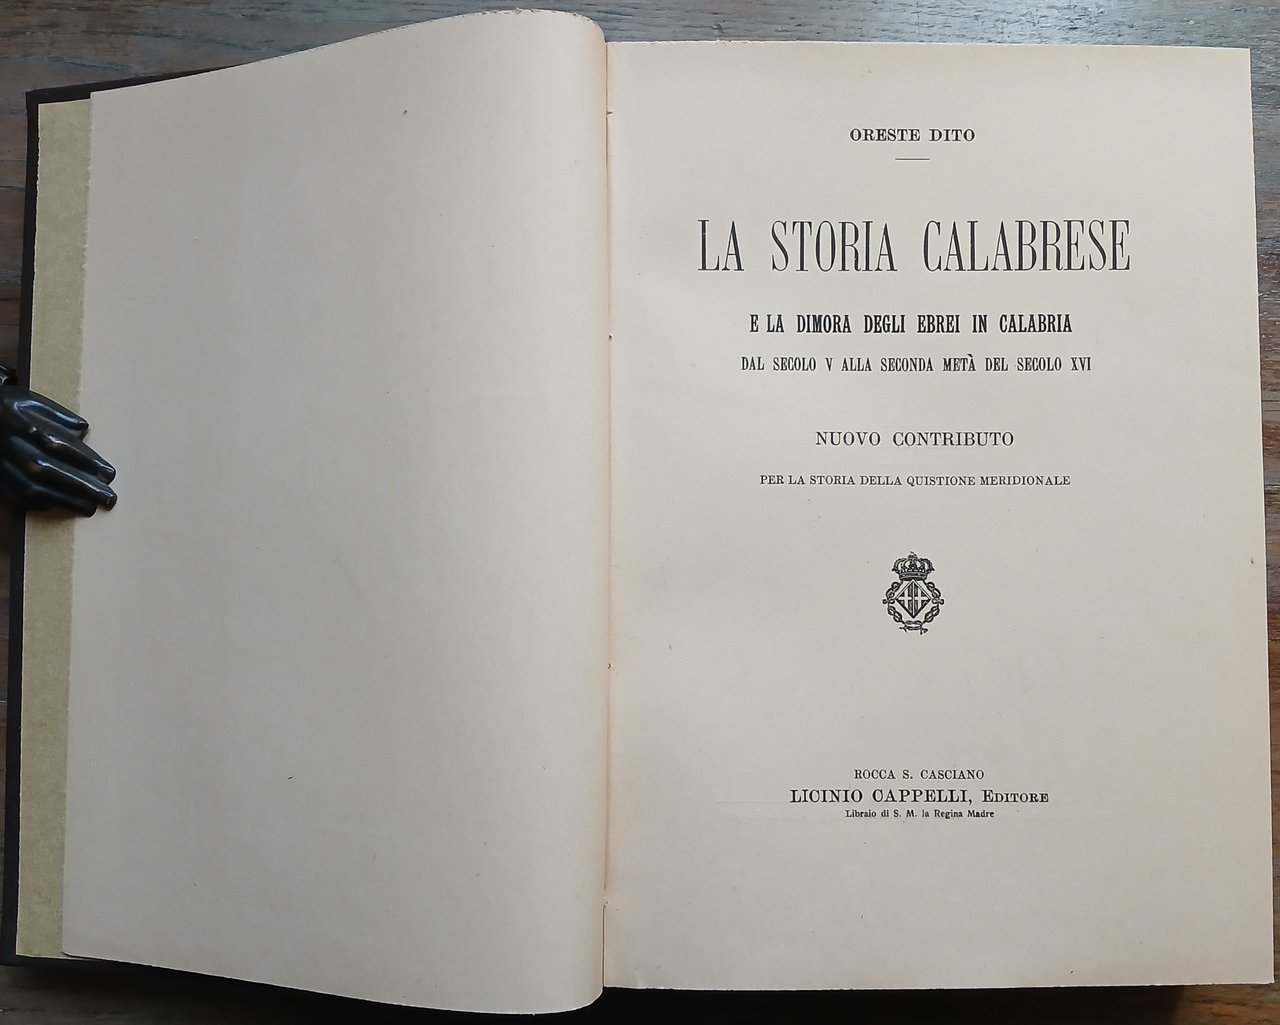 ORESTE DITO
LA STORIA CALABRESE
E LA DIMORA DEGLI EBREI IN CALABRIA
DAL SECOLO V ALLA SECONDA METÀ DEL SECOLO XVI
NUOVO CONTRIBUTO
PER LA STORIA DELLA QUISTIONE MERIDIONALE
ROCCA S. CASCIANO
LICINIO CAPPELLI, EDITORE
Libraio di S. M. la Regina Madre